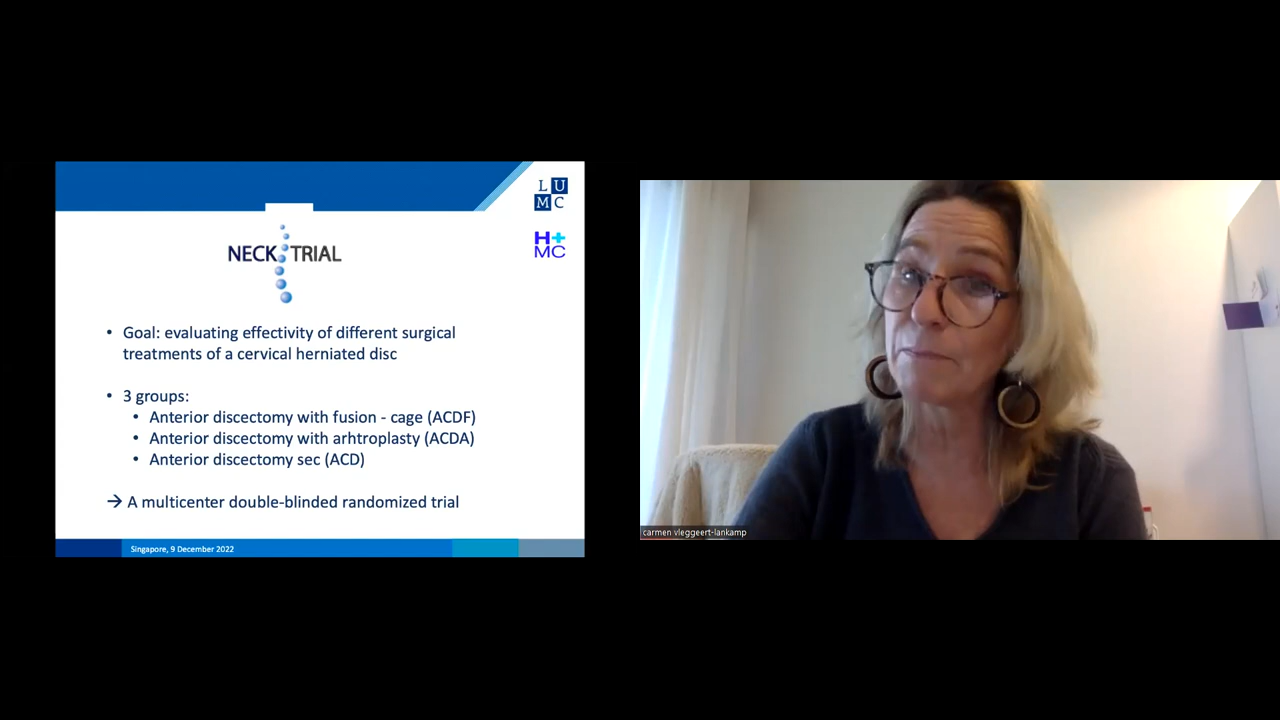 L U
M C
H+
MC
NECK TRIAL
• Goal: evaluating effectivity of different surgical
treatments of a cervical herniated disc
• 3 groups:
• Anterior discectomy with fusion - cage (ACDF)
• Anterior discectomy with arhtroplasty (ACDA)
• Anterior discectomy sec (ACD)
→ A multicenter double-blinded randomized trial
Singapore, 9 December 2022
carmen vleggeert-lankamp